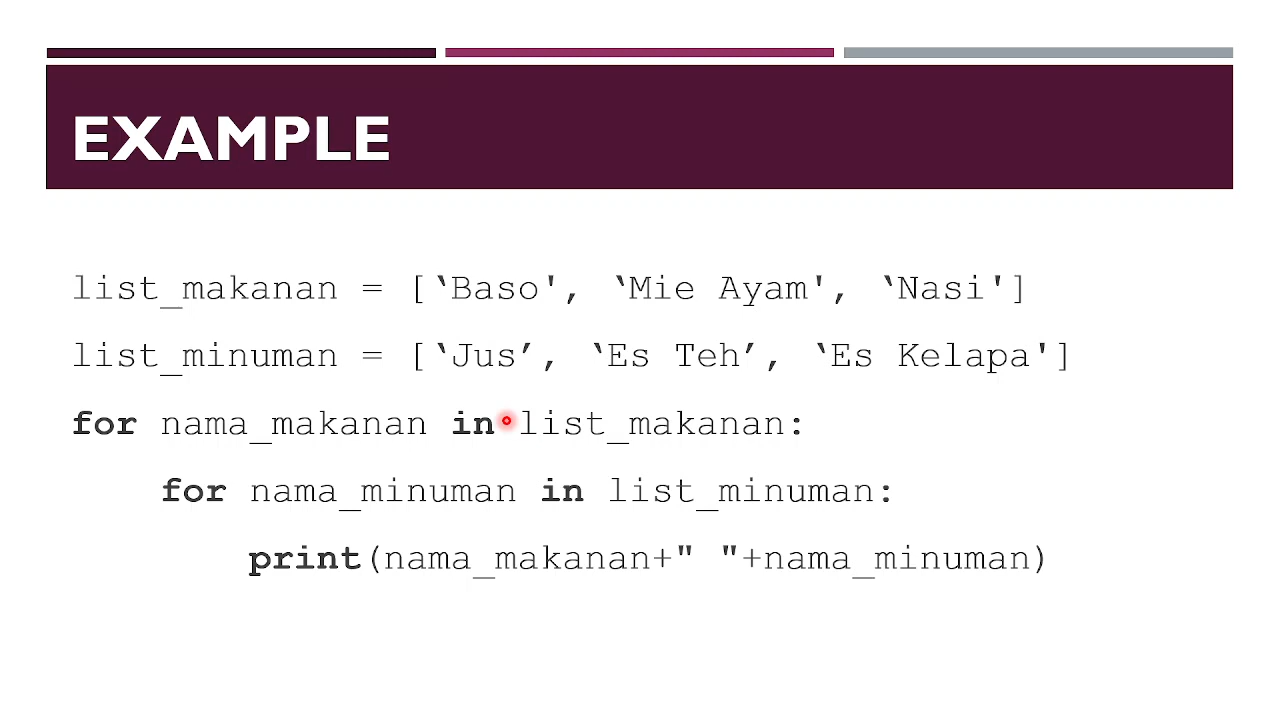 EXAMPLE
list_makanan = [‘Baso', ‘Mie Ayam', ‘Nasi']
list_minuman = [‘Jus’, ‘Es Teh’, ‘Es Kelapa']
for nama_makanan in list_makanan:
for nama_minuman in list_minuman:
print(nama_makanan+" "+nama_minuman)